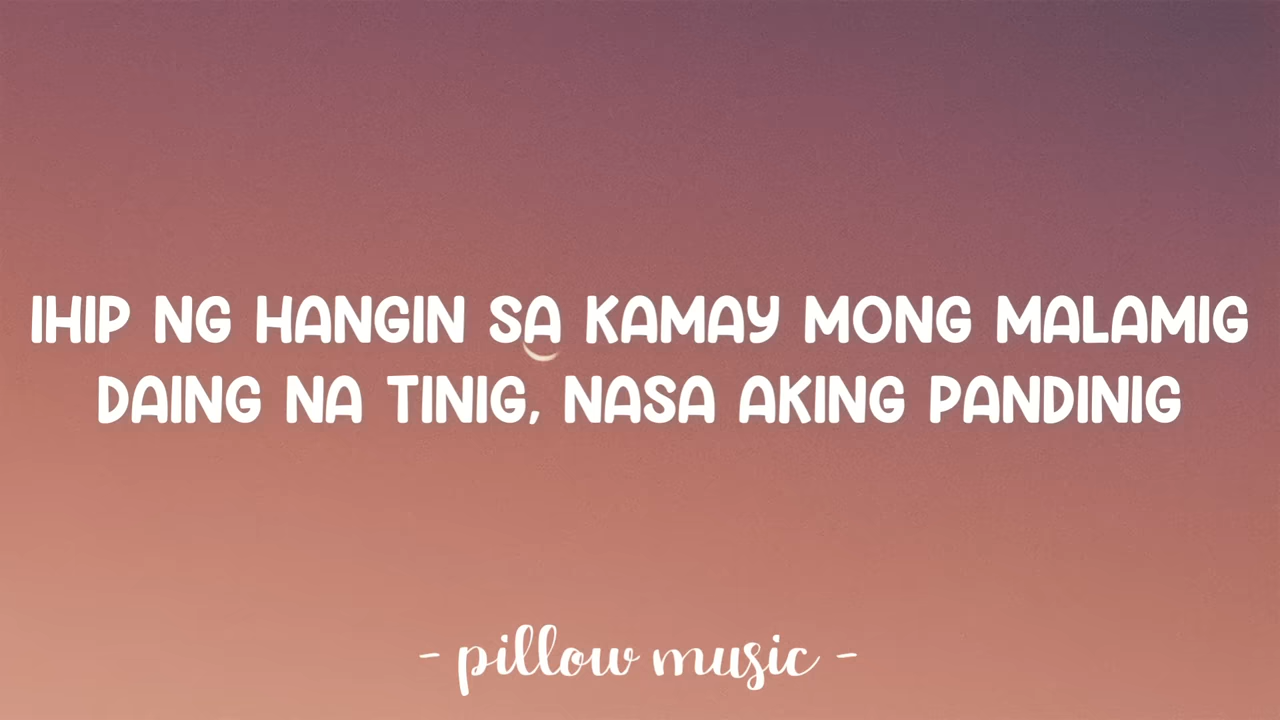 IHIP NG HANGIN SA KAMAY MONG MALAMIG
DAING NA TINIG, NASA AKING PANDINIG
- pillow music -